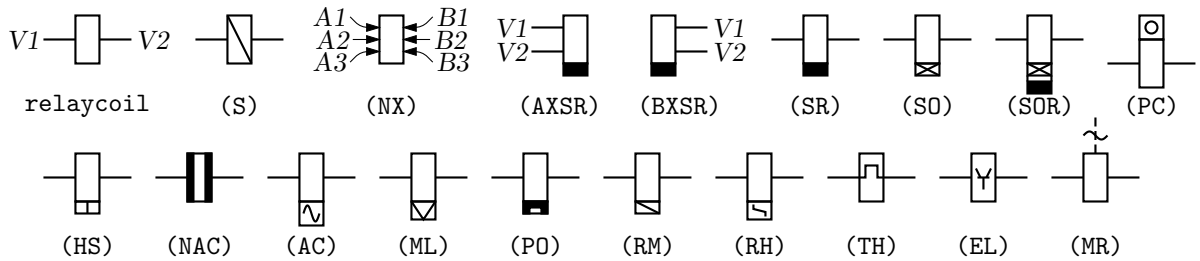 A1 B1 V1 V1
V1 V2 A2 B2 V2 V2
A3 B3
relaycoil (S) (NX) (AXSR) (BXSR) (SR) (SO) (SOR) (PC)
(HS) (NAC) (AC) (ML) (PO) (RM) (RH) (TH) (EL) (MR)